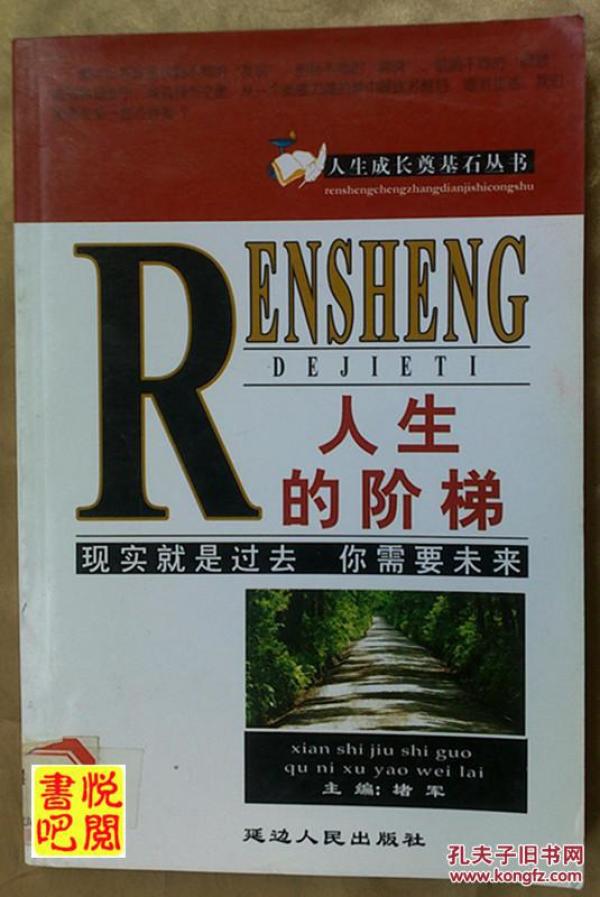 人生成长奠基石丛书
renshengchengzhangdianjishicongshu
RENSHENG
DEJIETI
人生
的阶梯
现实就是过去 你需要未来
xian shi jiu shi guo
qu ni xu yao wei lai
主编：堵军
延边人民出版社
悦阅
書吧
孔夫子旧书网
www.kongfz.com